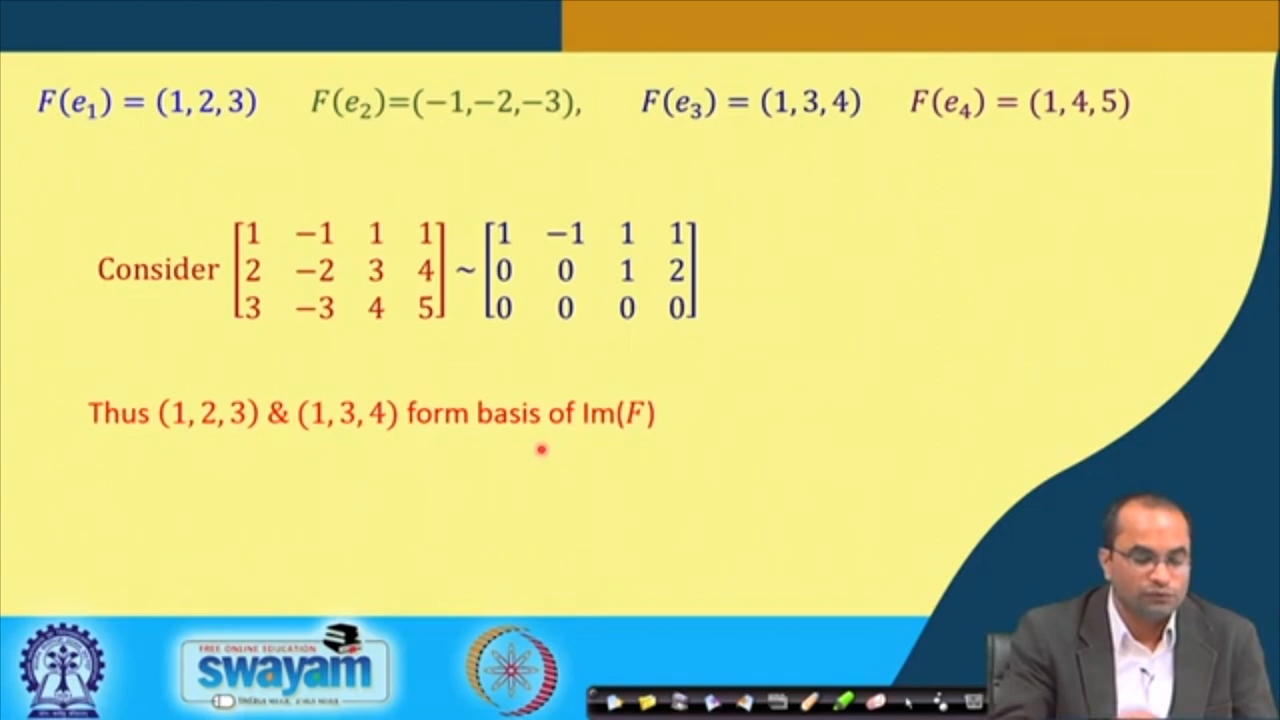 F(e₁) = (1, 2, 3) F(e₂)=(−1,−2,−3), F(e₃) = (1, 3, 4) F(e₄) = (1, 4, 5)
Consider [1 −1 1 1; 2 −2 3 4; 3 −3 4 5] ~ [1 −1 1 1; 0 0 1 2; 0 0 0 0]
Thus (1, 2, 3) & (1, 3, 4) form basis of Im(F)
FREE ONLINE EDUCATION
swayam